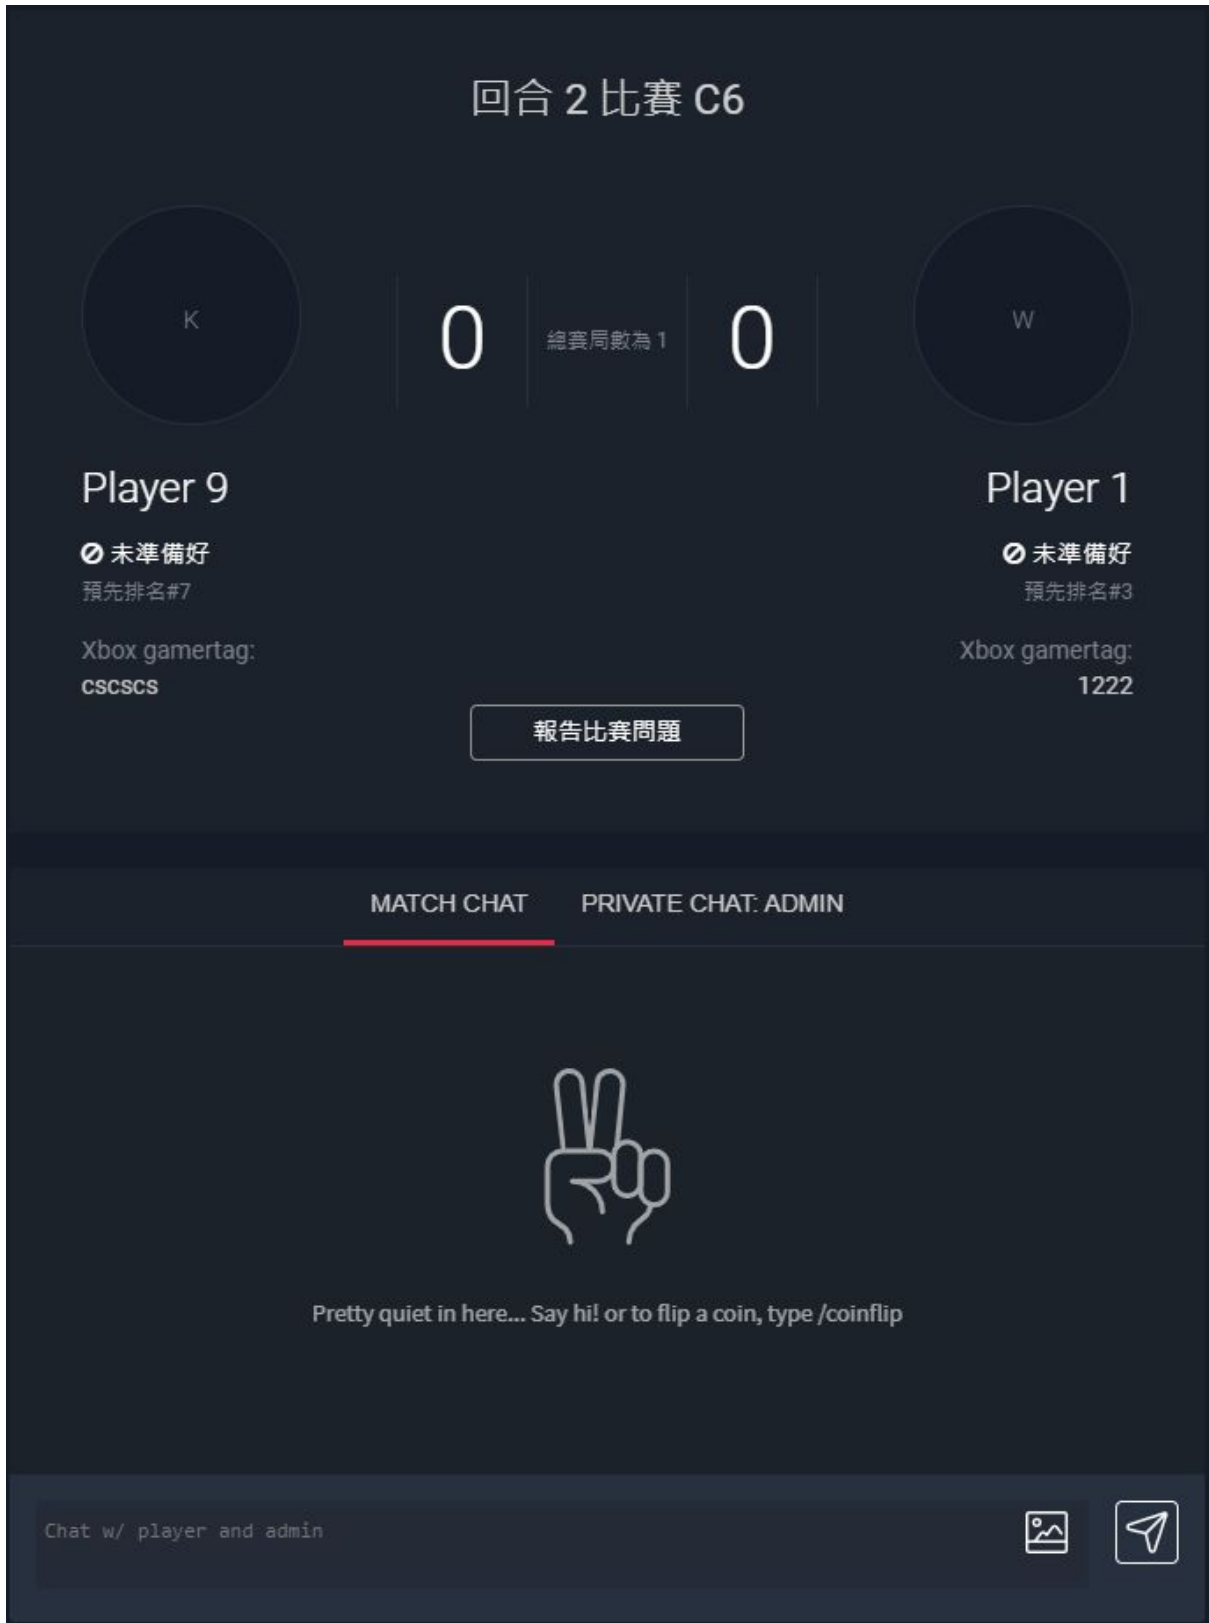 回合 2 比賽 C6
K
0
總賽局數為 1
0
W
Player 9
Player 1
未準備好
未準備好
預先排名#7
預先排名#3
Xbox gamertag:
Xbox gamertag:
cscscs
1222
報告比賽問題
MATCH CHAT
PRIVATE CHAT: ADMIN
Pretty quiet in here... Say hi! or to flip a coin, type /coinflip
Chat w/ player and admin